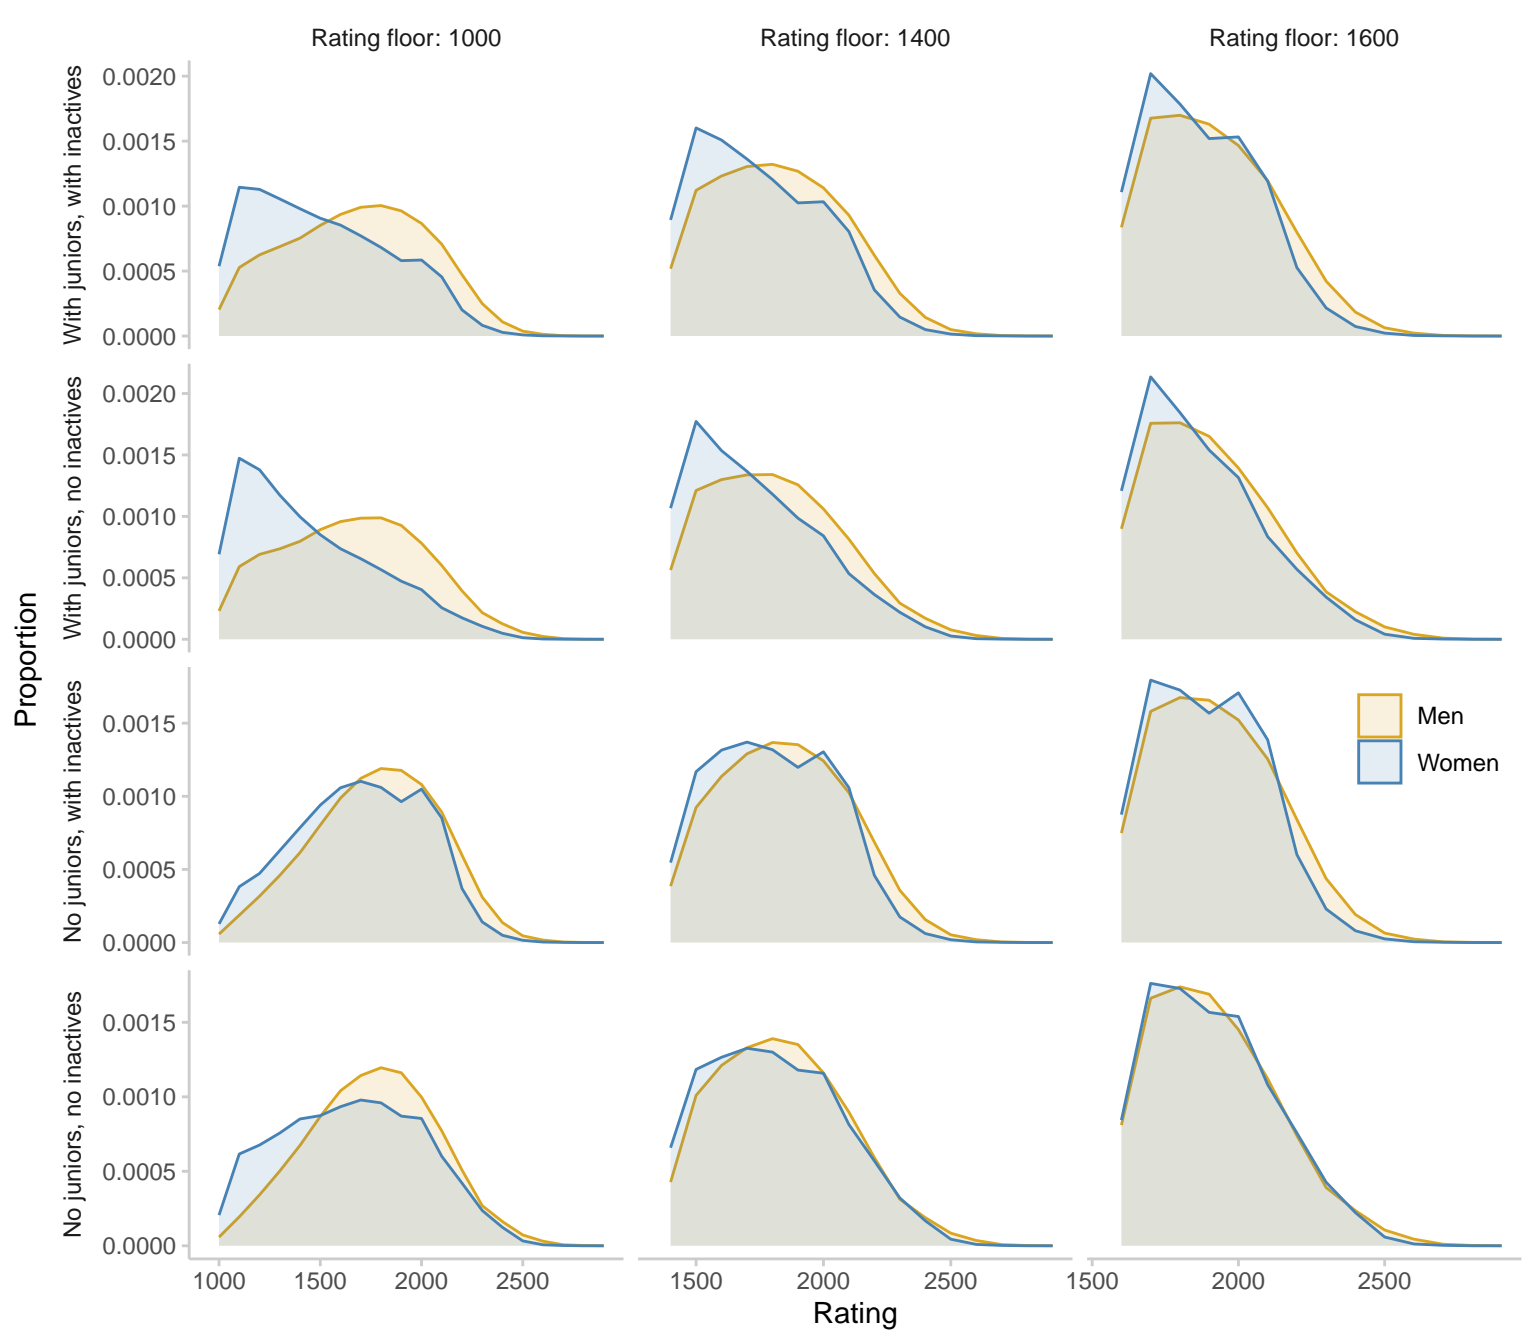 Rating floor: 1000
Rating floor: 1400
Rating floor: 1600
With juniors, with inactives
0.0020
0.0015
0.0010
0.0005
0.0000
With juniors, no inactives
0.0020
0.0015
0.0010
0.0005
0.0000
Proportion
No juniors, with inactives
0.0015
0.0010
0.0005
0.0000
Men
Women
No juniors, no inactives
0.0015
0.0010
0.0005
0.0000
1000 1500 2000 2500
1500 2000 2500
1500 2000 2500
Rating